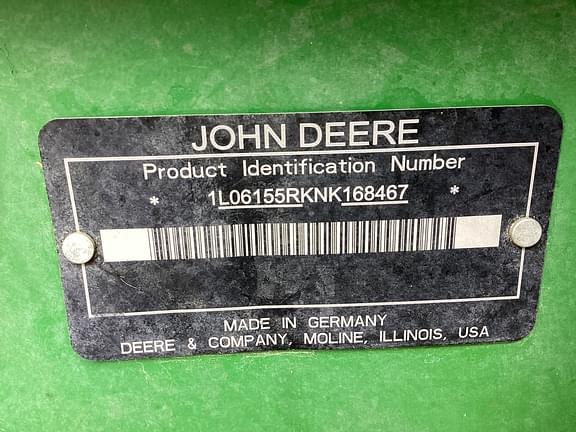 JOHN DEERE
Product Identification Number
* 1L06155RKNK168467 *
MADE IN GERMANY
DEERE & COMPANY, MOLINE, ILLINOIS, USA